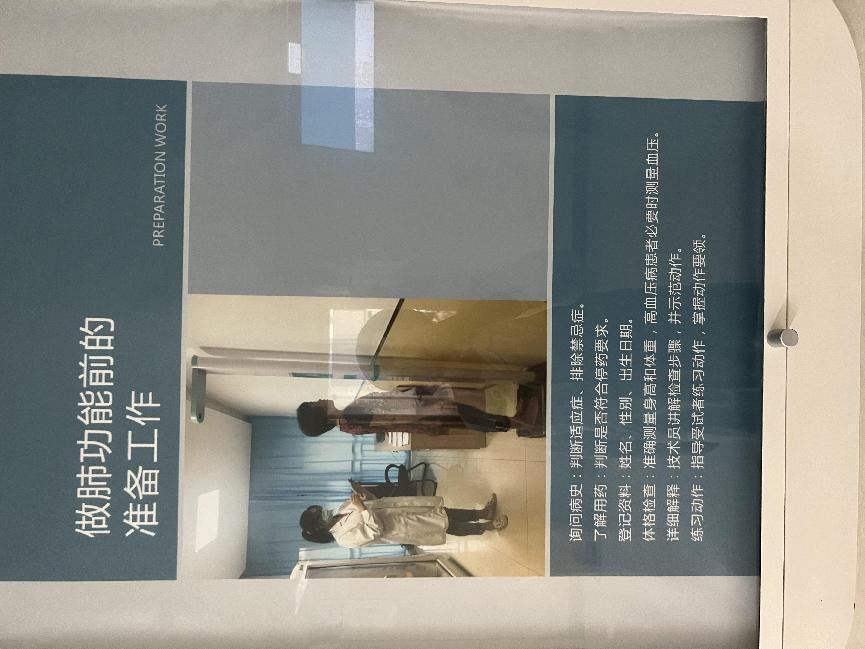 做肺功能前的
准备工作
PREPARATION WORK
询问病史：判断适应症、排除禁忌症。
了解用药：判断是否符合停药要求。
登记资料：姓名、性别、出生日期。
体格检查：准确测量身高和体重，高血压病患者必要时测量血压。
详细解释：技术员讲解检查步骤，并示范动作。
练习动作：指导受试者练习动作，掌握动作要领。